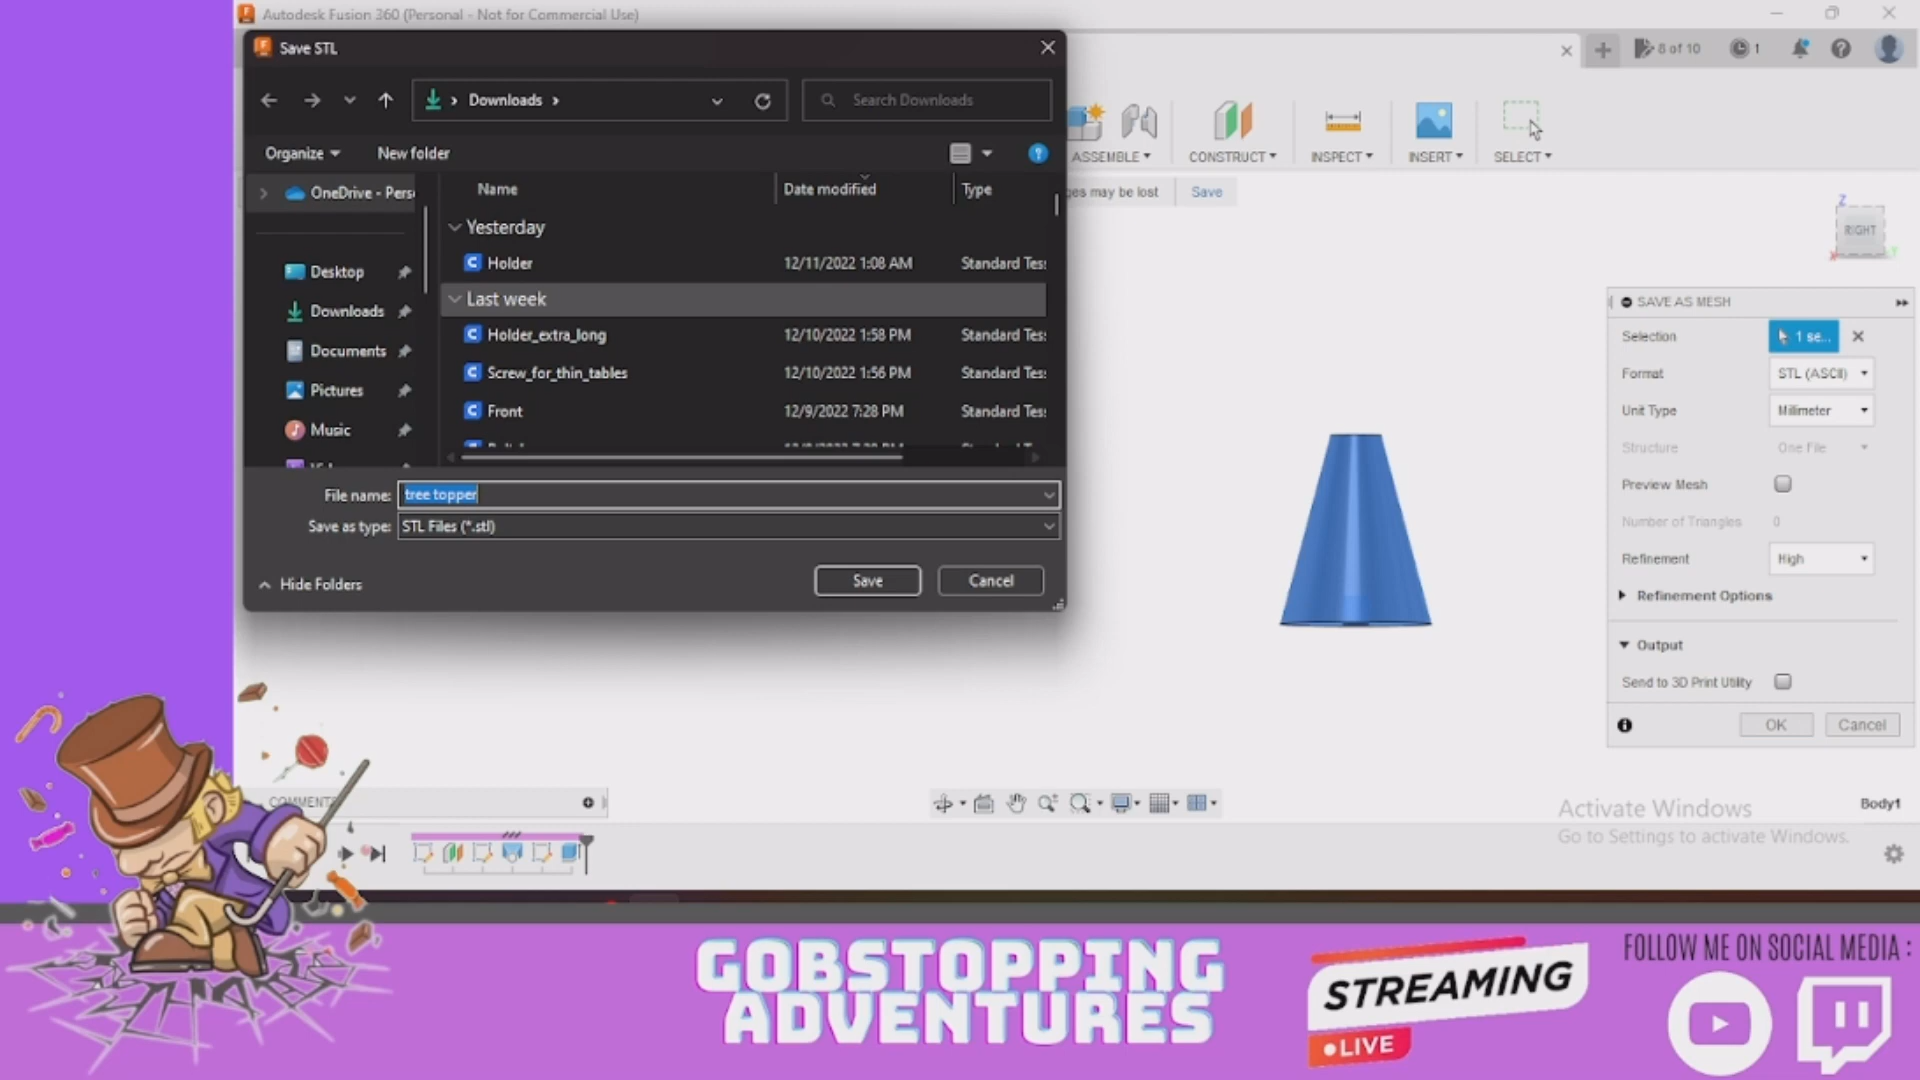 Autodesk Fusion 360 (Personal - Not for Commercial Use)
Save STL
Downloads
Search Downloads
8 of 10
1
Organize
New folder
ASSEMBLE
CONSTRUCT
INSPECT
INSERT
SELECT
OneDrive - Pers
Name
Date modified
Type
ges may be lost
Save
Yesterday
Holder
12/11/2022 1:08 AM
Standard Tes
Last week
Holder_extra_long
12/10/2022 1:58 PM
Standard Tes
Screw_for_thin_tables
12/10/2022 1:56 PM
Standard Tes
Front
12/9/2022 7:28 PM
Standard Tes
Desktop
Downloads
Documents
Pictures
Music
File name:
tree topper
Save as type:
STL Files (*.stl)
Hide Folders
Save
Cancel
Z
RIGHT
X
Y
SAVE AS MESH
Selection
1 se...
Format
STL (ASCII)
Unit Type
Millimeter
Structure
One File
Preview Mesh
Number of Triangles
0
Refinement
High
Refinement Options
Output
Send to 3D Print Utility
OK
Cancel
COMMENTS
Activate Windows
Go to Settings to activate Windows.
Body1
GOBSTOPPING
ADVENTURES
STREAMING
LIVE
FOLLOW ME ON SOCIAL MEDIA :